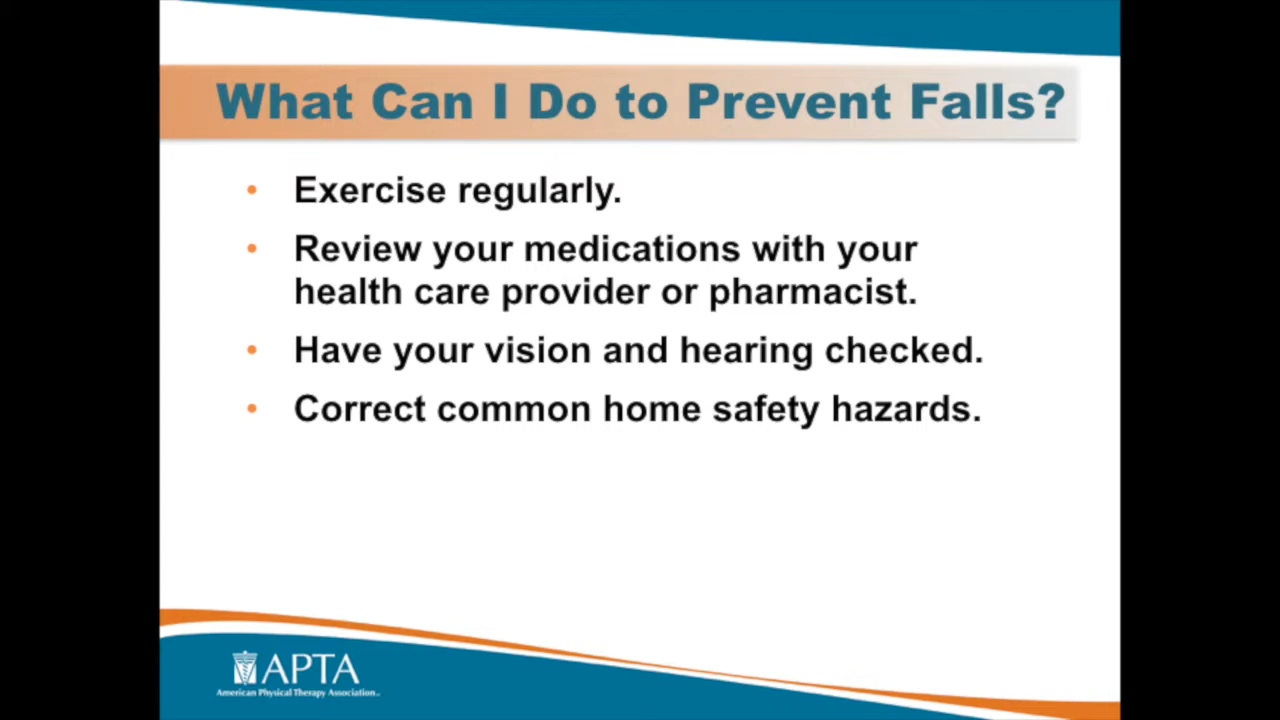 What Can I Do to Prevent Falls?
• Exercise regularly.
• Review your medications with your
health care provider or pharmacist.
• Have your vision and hearing checked.
• Correct common home safety hazards.
APTA
American Physical Therapy Association™